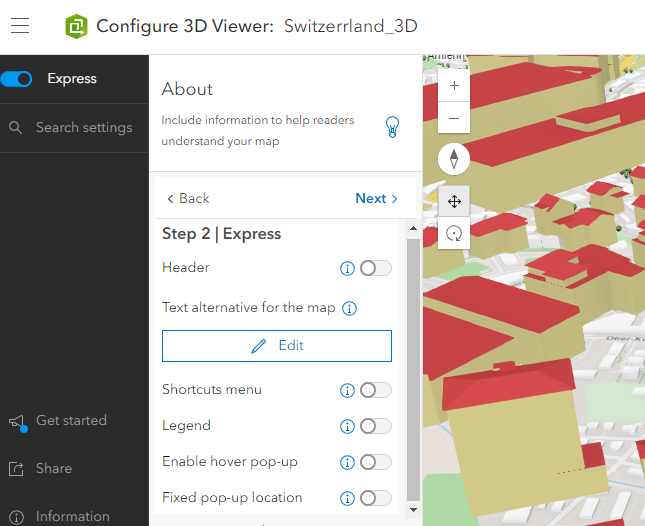 Configure 3D Viewer: Switzerrland_3D
Express
Search settings
About
Include information to help readers
understand your map
Back
Next
Step 2 | Express
Header
Text alternative for the map
Edit
Shortcuts menu
Legend
Enable hover pop-up
Fixed pop-up location
Get started
Share
Information